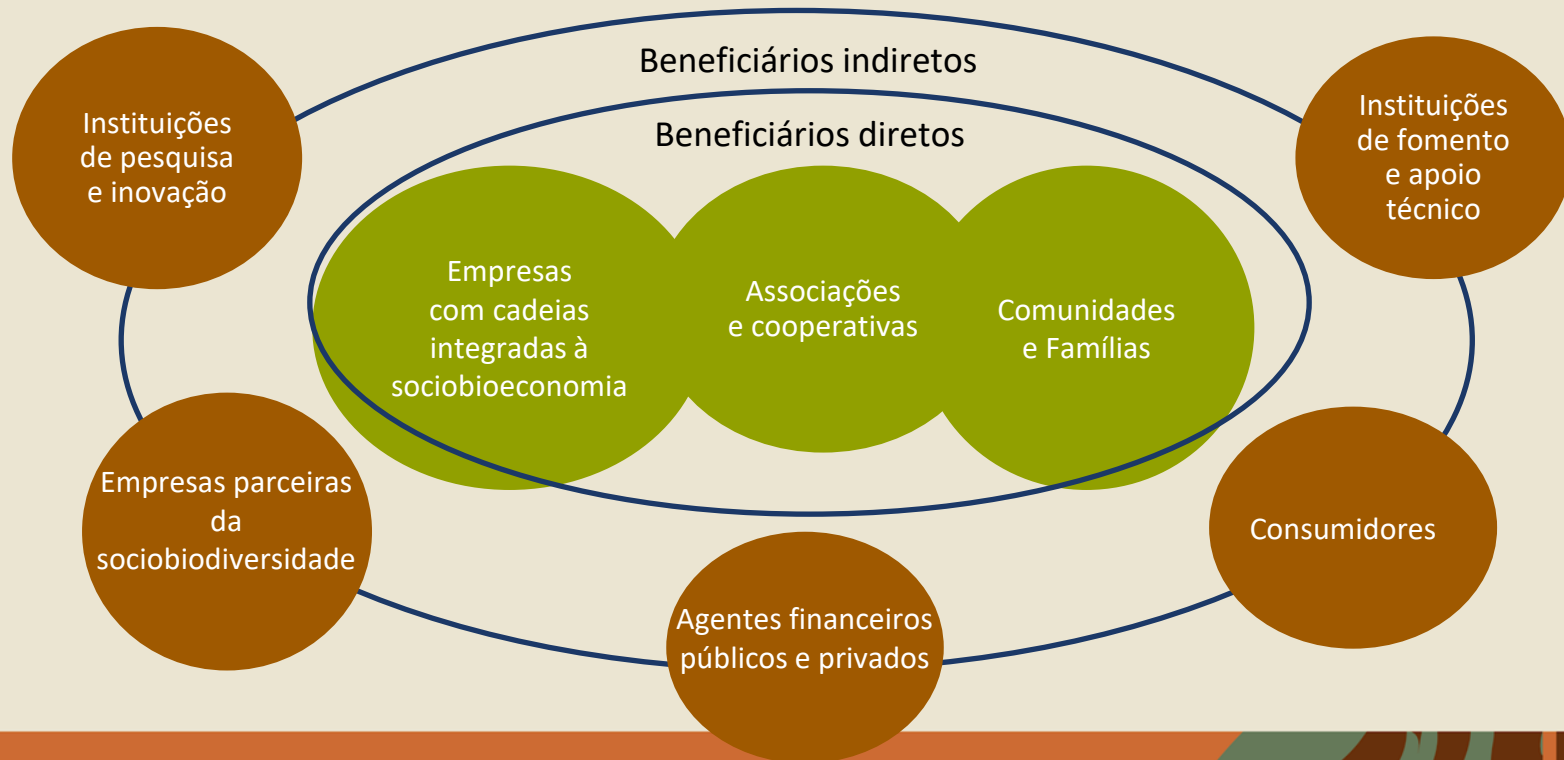 Beneficiários indiretos
Beneficiários diretos
Instituições
de pesquisa
e inovação
Instituições
de fomento
e apoio
técnico
Empresas
com cadeias
integradas à
sociobioeconomia
Associações
e cooperativas
Comunidades
e Famílias
Empresas parceiras
da
sociobiodiversidade
Agentes financeiros
públicos e privados
Consumidores